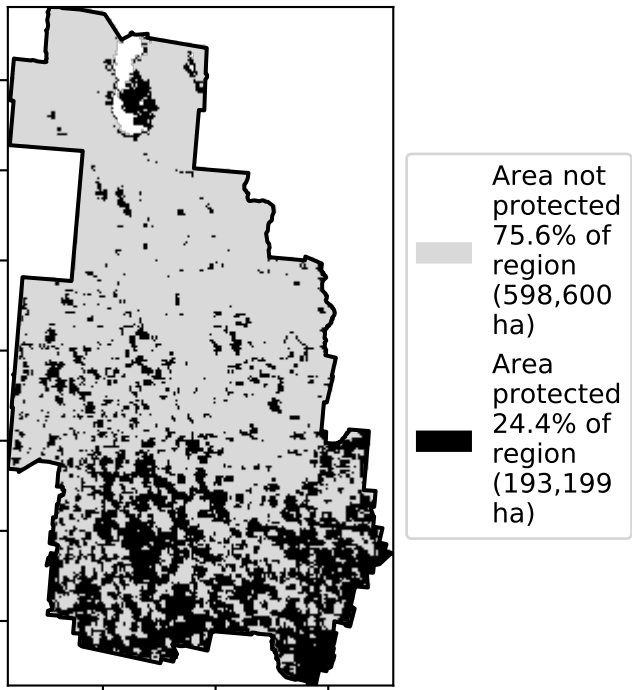 Area not
protected
75.6% of
region
(598,600
ha)
Area
protected
24.4% of
region
(193,199
ha)